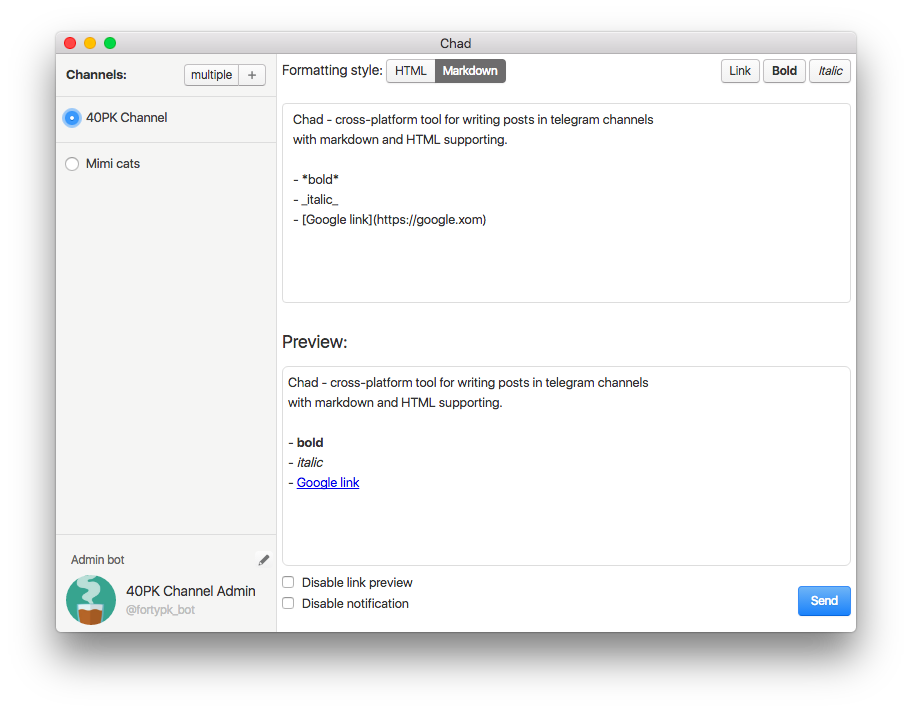 Chad
Channels:
multiple +
40PK Channel
Mimi cats
Admin bot
40PK Channel Admin
@fortypk_bot
Formatting style: HTML Markdown
Link Bold Italic
Chad - cross-platform tool for writing posts in telegram channels
with markdown and HTML supporting.
- *bold*
- _italic_
- [Google link](https://google.xom)
Preview:
Chad - cross-platform tool for writing posts in telegram channels
with markdown and HTML supporting.
- bold
- italic
- Google link
Disable link preview
Disable notification
Send